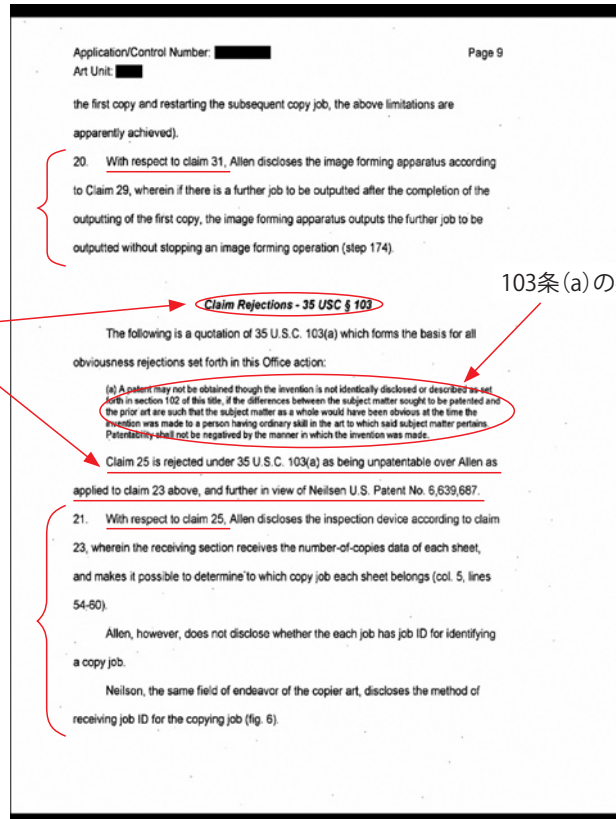 Application/Control Number:
Page 9
Art Unit:
the first copy and restarting the subsequent copy job, the above limitations are
apparently achieved).
20. With respect to claim 31, Allen discloses the image forming apparatus according
to Claim 29, wherein if there is a further job to be outputted after the completion of the
outputting of the first copy, the image forming apparatus outputs the further job to be
outputted without stopping an image forming operation (step 174).
103条(a)の
Claim Rejections - 35 USC § 103
The following is a quotation of 35 U.S.C. 103(a) which forms the basis for all
obviousness rejections set forth in this Office action:
(a) A patent may not be obtained though the invention is not identically disclosed or described as set
forth in section 102 of this title, if the differences between the subject matter sought to be patented and
the prior art are such that the subject matter as a whole would have been obvious at the time the
invention was made to a person having ordinary skill in the art to which said subject matter pertains.
Patentability shall not be negatived by the manner in which the invention was made.
Claim 25 is rejected under 35 U.S.C. 103(a) as being unpatentable over Allen as
applied to claim 23 above, and further in view of Neilsen U.S. Patent No. 6,639,687.
21. With respect to claim 25, Allen discloses the inspection device according to claim
23, wherein the receiving section receives the number-of-copies data of each sheet,
and makes it possible to determine to which copy job each sheet belongs (col. 5, lines
54-60).
Allen, however, does not disclose whether the each job has job ID for identifying
a copy job.
Neilson, the same field of endeavor of the copier art, discloses the method of
receiving job ID for the copying job (fig. 6).